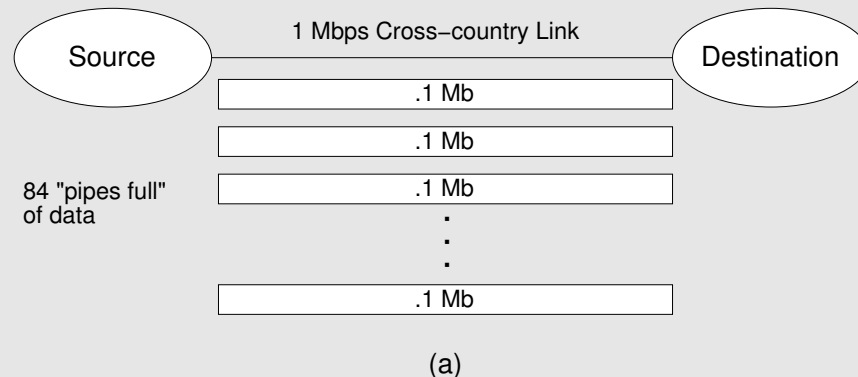 1 Mbps Cross−country Link
Source
Destination
.1 Mb
.1 Mb
84 "pipes full"
of data
.1 Mb
.1 Mb
(a)